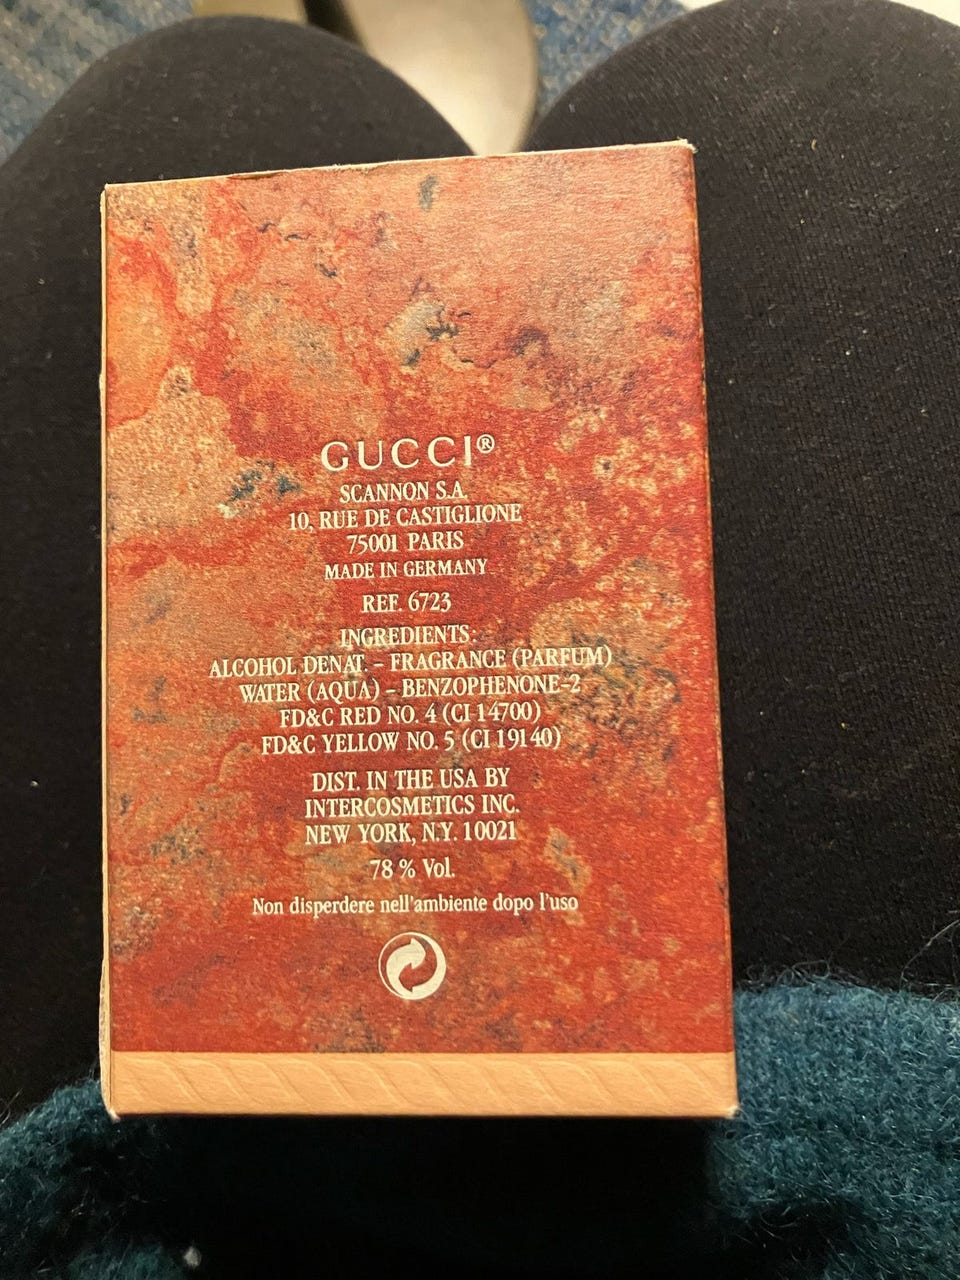 GUCCI®
SCANNON S.A.
10, RUE DE CASTIGLIONE
75001 PARIS
MADE IN GERMANY
REF. 6723
INGREDIENTS:
ALCOHOL DENAT. – FRAGRANCE (PARFUM)
WATER (AQUA) – BENZOPHENONE-2
FD&C RED NO. 4 (CI 14700)
FD&C YELLOW NO. 5 (CI 19140)
DIST. IN THE USA BY
INTERCOSMETICS INC.
NEW YORK, N.Y. 10021
78 % Vol.
Non disperdere nell'ambiente dopo l'uso